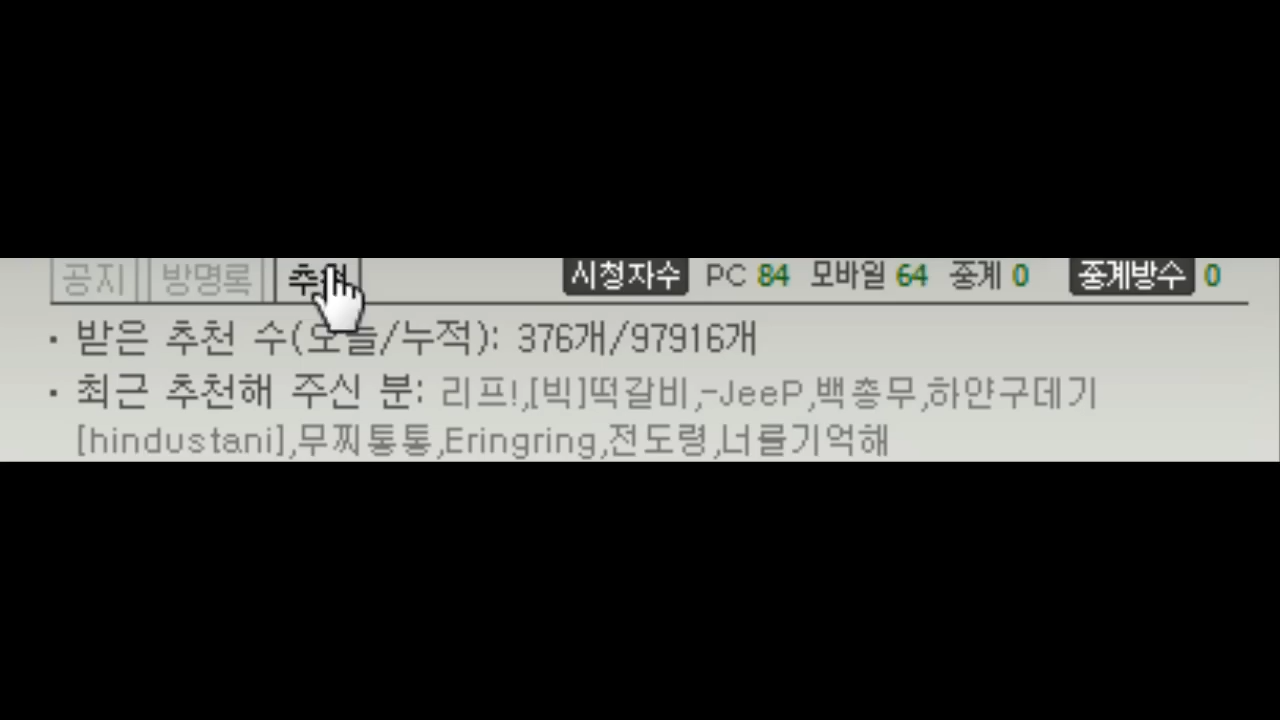 공지 방명록 시청자수 PC 84 모바일 64 중계 0 중계방수 0
· 받은 추천 수(오늘/누적): 376개/97916개
· 최근 추천해 주신 분: 리프!,[빅]떡갈비,-JeeP,백총무,하얀구데기
[hindustani],무찌통통,Eringring,전도령,너를기억해